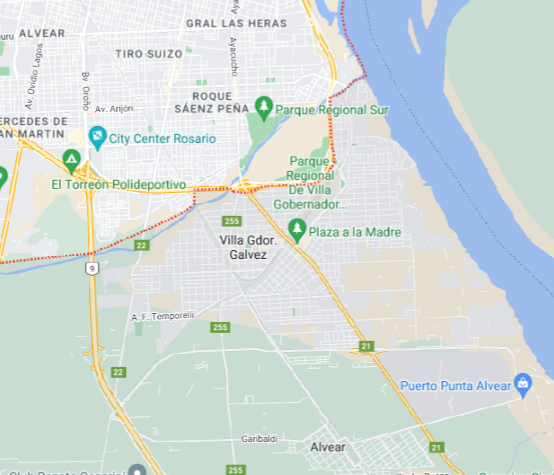 GRAL LAS HERAS
ALVEAR
TIRO SUIZO
Av. Ovidio Lagos
Bv. Oroño
Ayacucho
ROQUE
SÁENZ PEÑA
Av. Arijón
Parque Regional Sur
MERCEDES DE
SAN MARTIN
City Center Rosario
El Torreón Polideportivo
Parque
Regional
De Villa
Gobernador...
255
Plaza a la Madre
Villa Gdor.
Galvez
22
9
A. F. Temporelli
255
21
22
Puerto Punta Alvear
Garibaldi
Alvear
21
255